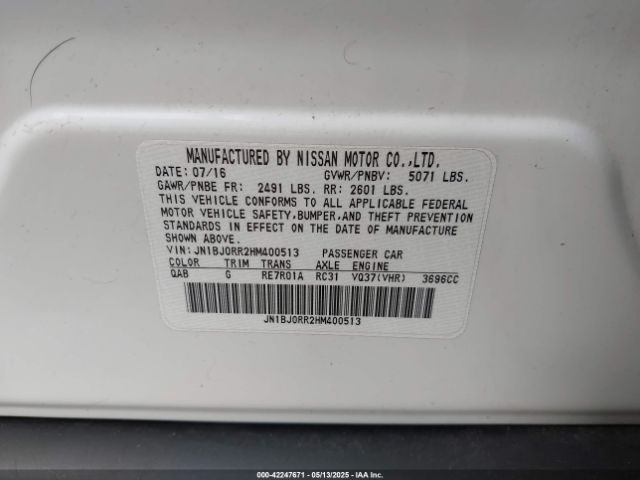 MANUFACTURED BY NISSAN MOTOR CO.,LTD.
DATE: 07/16 GVWR/PNBV: 5071 LBS.
GAWR/PNBE FR: 2491 LBS. RR: 2601 LBS.
THIS VEHICLE CONFORMS TO ALL APPLICABLE FEDERAL
MOTOR VEHICLE SAFETY,BUMPER,AND THEFT PREVENTION
STANDARDS IN EFFECT ON THE DATE OF MANUFACTURE
SHOWN ABOVE.
VIN:JN1BJ0RR2HM400513 PASSENGER CAR
COLOR TRIM TRANS AXLE ENGINE
QAB G RE7R01A RC31 VQ37(VHR) 3696CC
JN1BJ0RR2HM400513
000-42247671 - 05/13/2025 - IAAI, Inc.